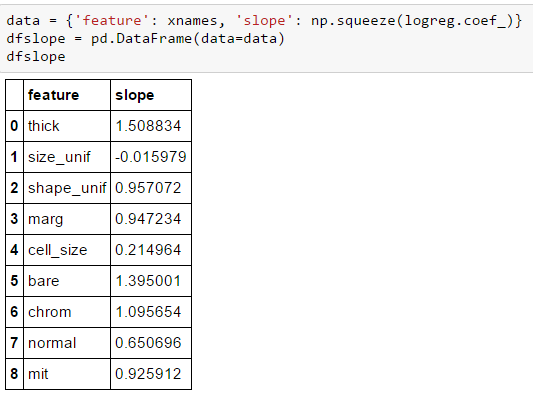 data = {'feature': xnames, 'slope': np.squeeze(logreg.coef_)}
dfslope = pd.DataFrame(data=data)
dfslope
feature slope
0 thick 1.508834
1 size_unif -0.015979
2 shape_unif 0.957072
3 marg 0.947234
4 cell_size 0.214964
5 bare 1.395001
6 chrom 1.095654
7 normal 0.650696
8 mit 0.925912